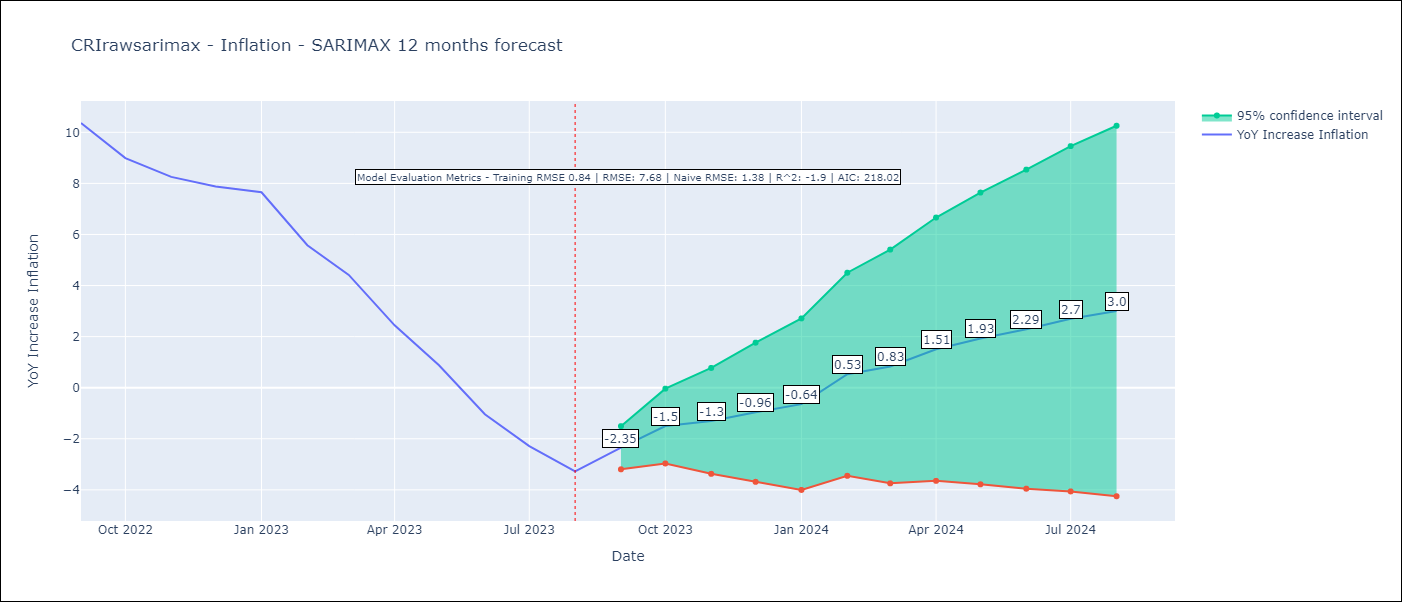 CRIrawsarimax - Inflation - SARIMAX 12 months forecast
95% confidence interval
YoY Increase Inflation
Model Evaluation Metrics - Training RMSE 0.84 | RMSE: 7.68 | Naive RMSE: 1.38 | R^2: -1.9 | AIC: 218.02
YoY Increase Inflation
10
8
6
4
2
0
−2
−4
-2.35
-1.5
-1.3
-0.96
-0.64
0.53
0.83
1.51
1.93
2.29
2.7
3.0
Oct 2022
Jan 2023
Apr 2023
Jul 2023
Oct 2023
Jan 2024
Apr 2024
Jul 2024
Date